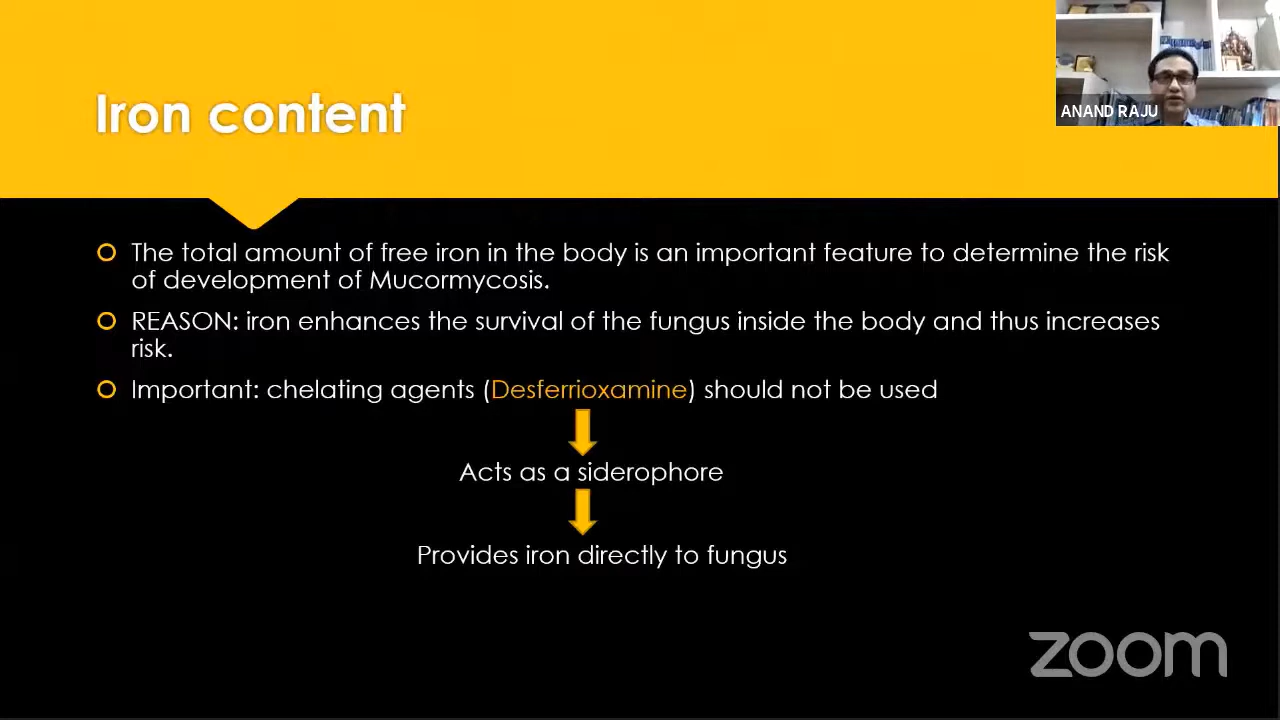 Iron content
ANAND RAJU
The total amount of free iron in the body is an important feature to determine the risk
of development of Mucormycosis.
REASON: iron enhances the survival of the fungus inside the body and thus increases
risk.
Important: chelating agents (Desferrioxamine) should not be used
Acts as a siderophore
Provides iron directly to fungus
zoom